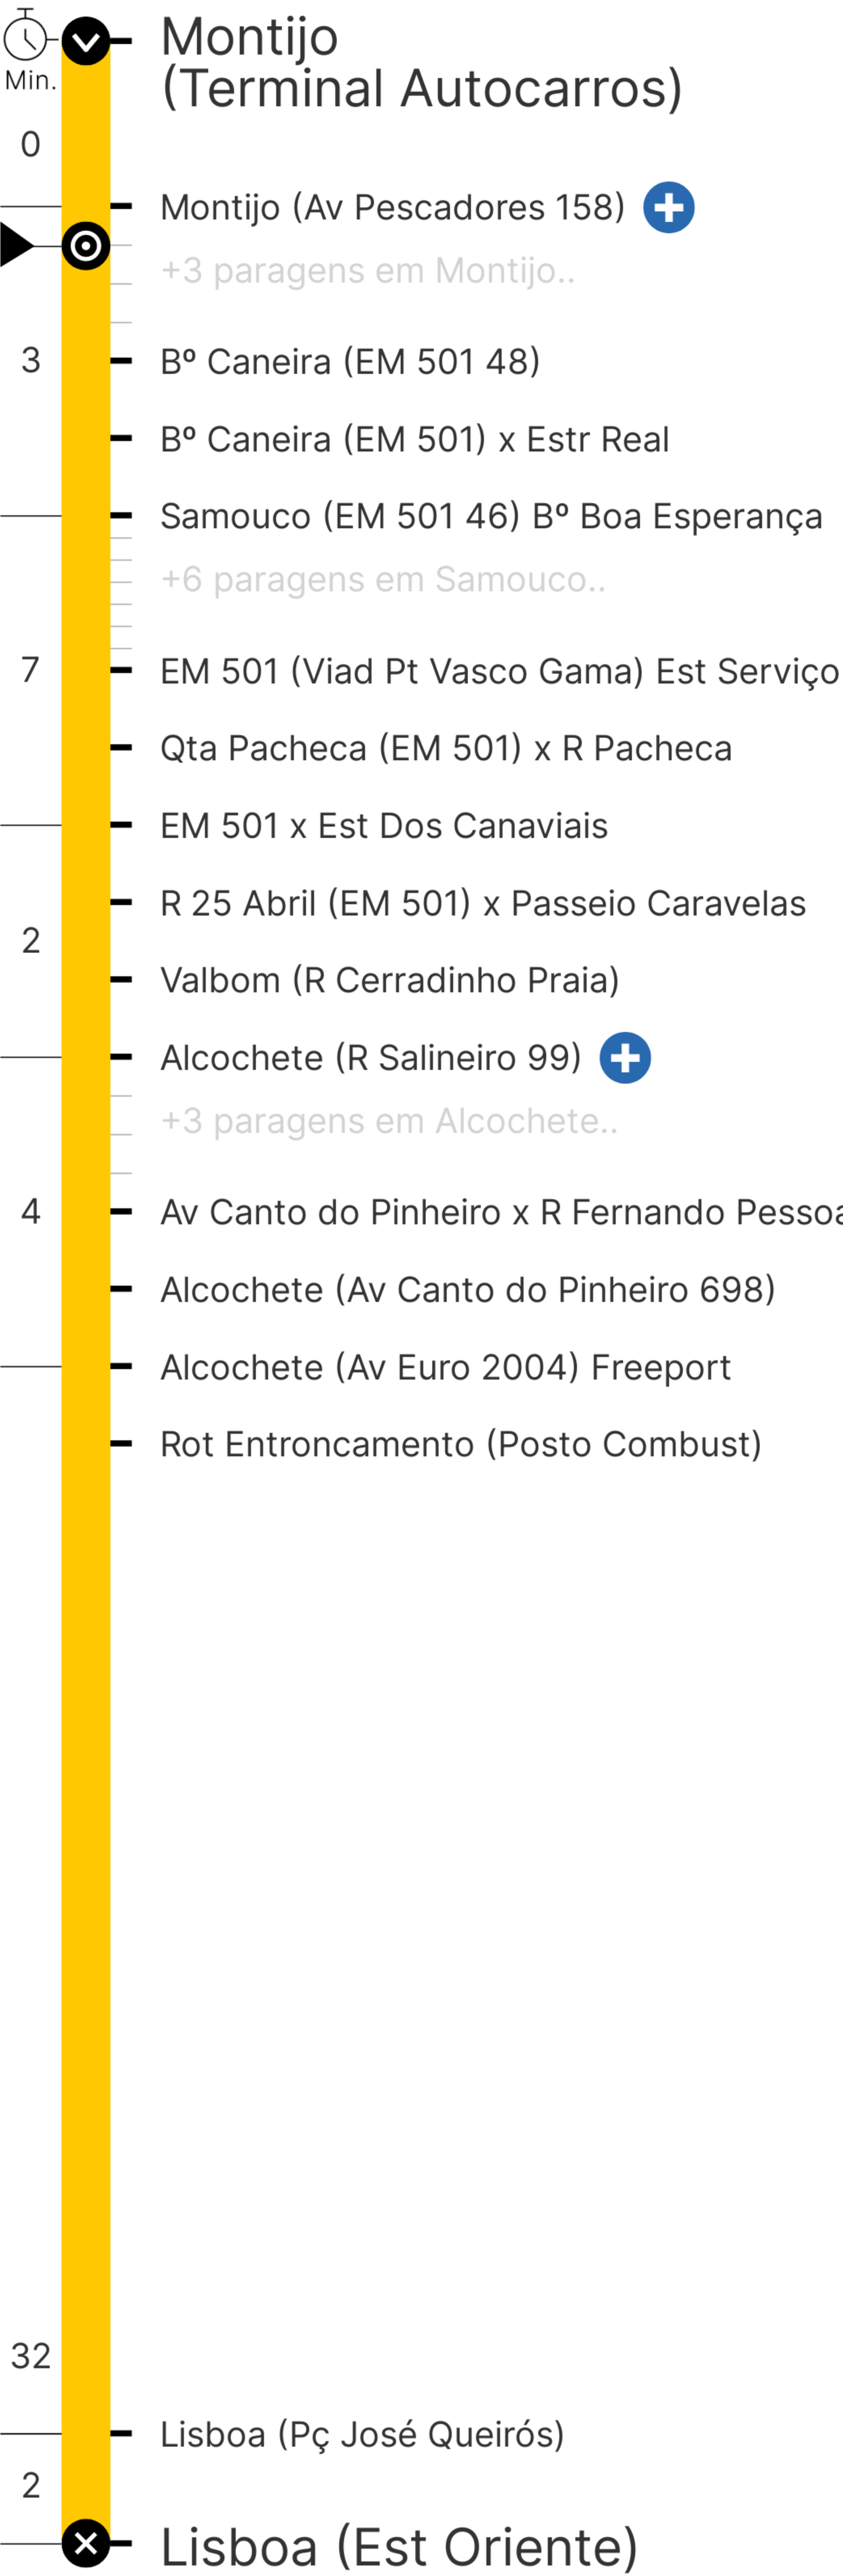 Montijo
(Terminal Autocarros)
Min.
0
Montijo (Av Pescadores 158)
+3 paragens em Montijo..
3
Bº Caneira (EM 501 48)
Bº Caneira (EM 501) x Estr Real
Samouco (EM 501 46) Bº Boa Esperança
+6 paragens em Samouco..
7
EM 501 (Viad Pt Vasco Gama) Est Serviço
Qta Pacheca (EM 501) x R Pacheca
EM 501 x Est Dos Canaviais
R 25 Abril (EM 501) x Passeio Caravelas
2
Valbom (R Cerradinho Praia)
Alcochete (R Salineiro 99)
+3 paragens em Alcochete..
4
Av Canto do Pinheiro x R Fernando Pessoa
Alcochete (Av Canto do Pinheiro 698)
Alcochete (Av Euro 2004) Freeport
Rot Entroncamento (Posto Combust)
32
Lisboa (Pç José Queirós)
2
Lisboa (Est Oriente)